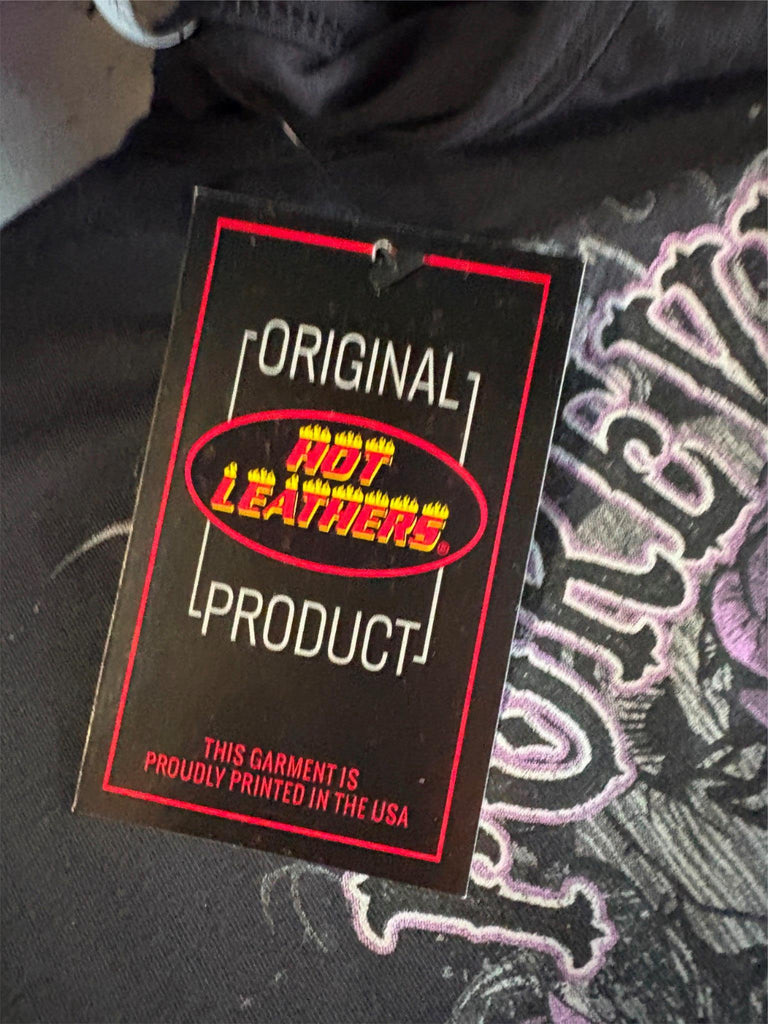 ORIGINAL
HOT
LEATHERS®
PRODUCT
THIS GARMENT IS
PROUDLY PRINTED IN THE USA